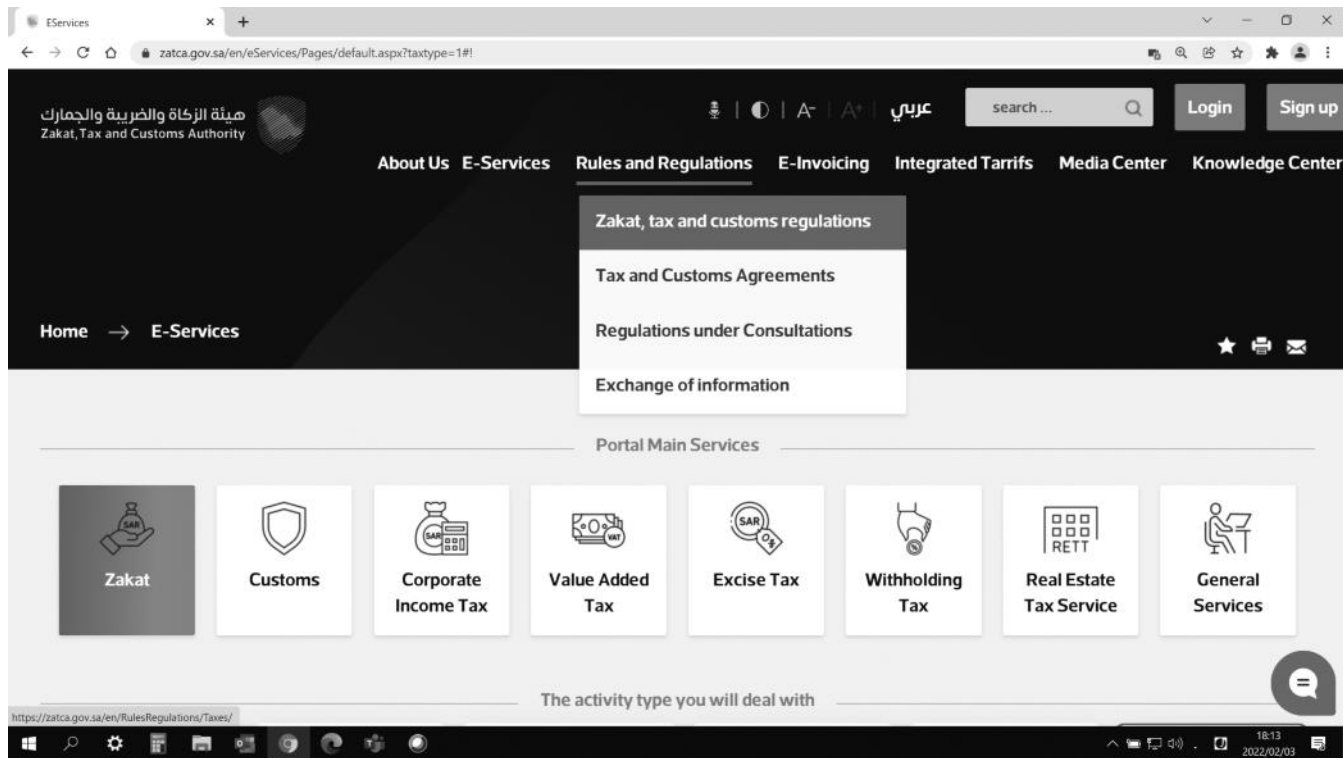 EServices
zatca.gov.sa/en/eServices/Pages/default.aspx?taxtype=1#!
هيئة الزكاة والضريبة والجمارك
Zakat, Tax and Customs Authority
A- A+ عربي search ... Login Sign up
About Us E-Services Rules and Regulations E-Invoicing Integrated Tarrifs Media Center Knowledge Center
Zakat, tax and customs regulations
Tax and Customs Agreements
Regulations under Consultations
Exchange of information
Home → E-Services
Portal Main Services
SAR
SAR
VAT
SAR
RETT
Zakat
Customs
Corporate
Income Tax
Value Added
Tax
Excise Tax
Withholding
Tax
Real Estate
Tax Service
General
Services
The activity type you will deal with
https://zatca.gov.sa/en/RulesRegulations/Taxes/
18:13
2022/02/03